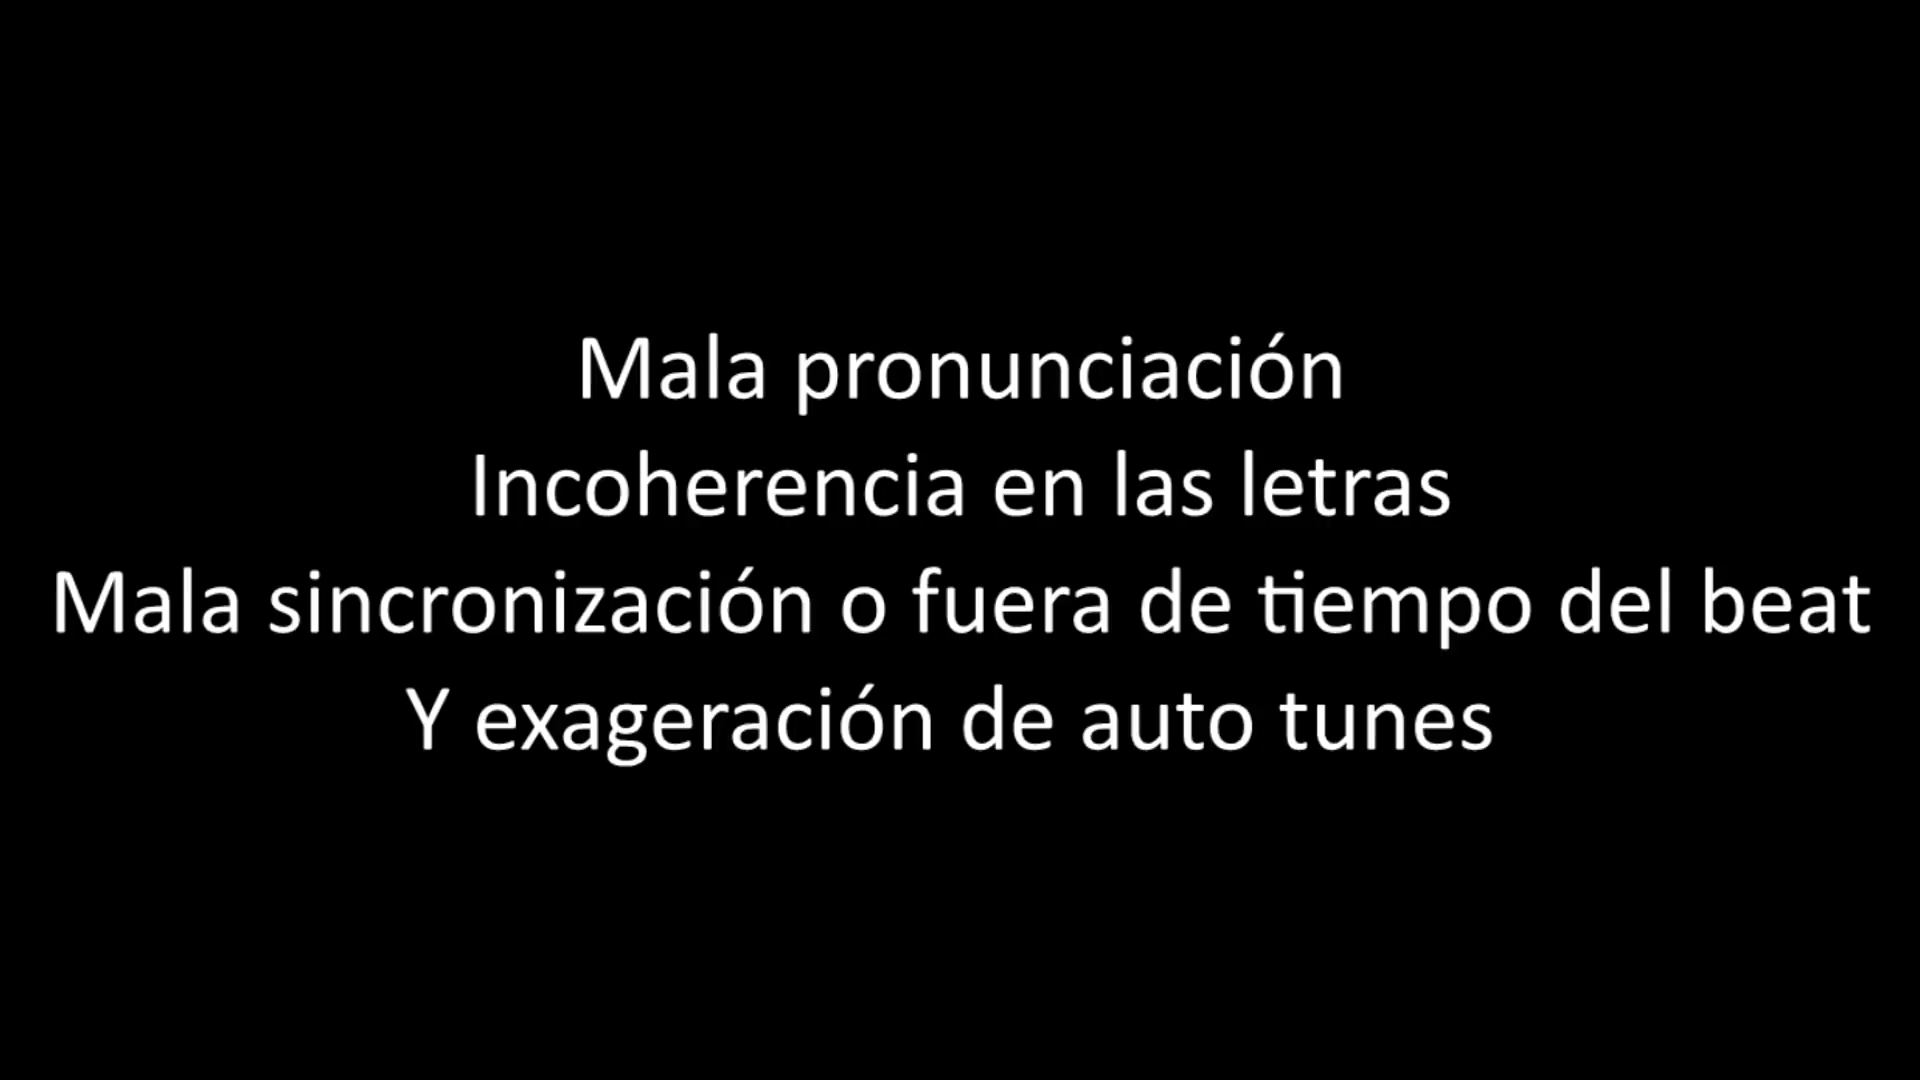 Mala pronunciación
Incoherencia en las letras
Mala sincronización o fuera de tiempo del beat
Y exageración de auto tunes